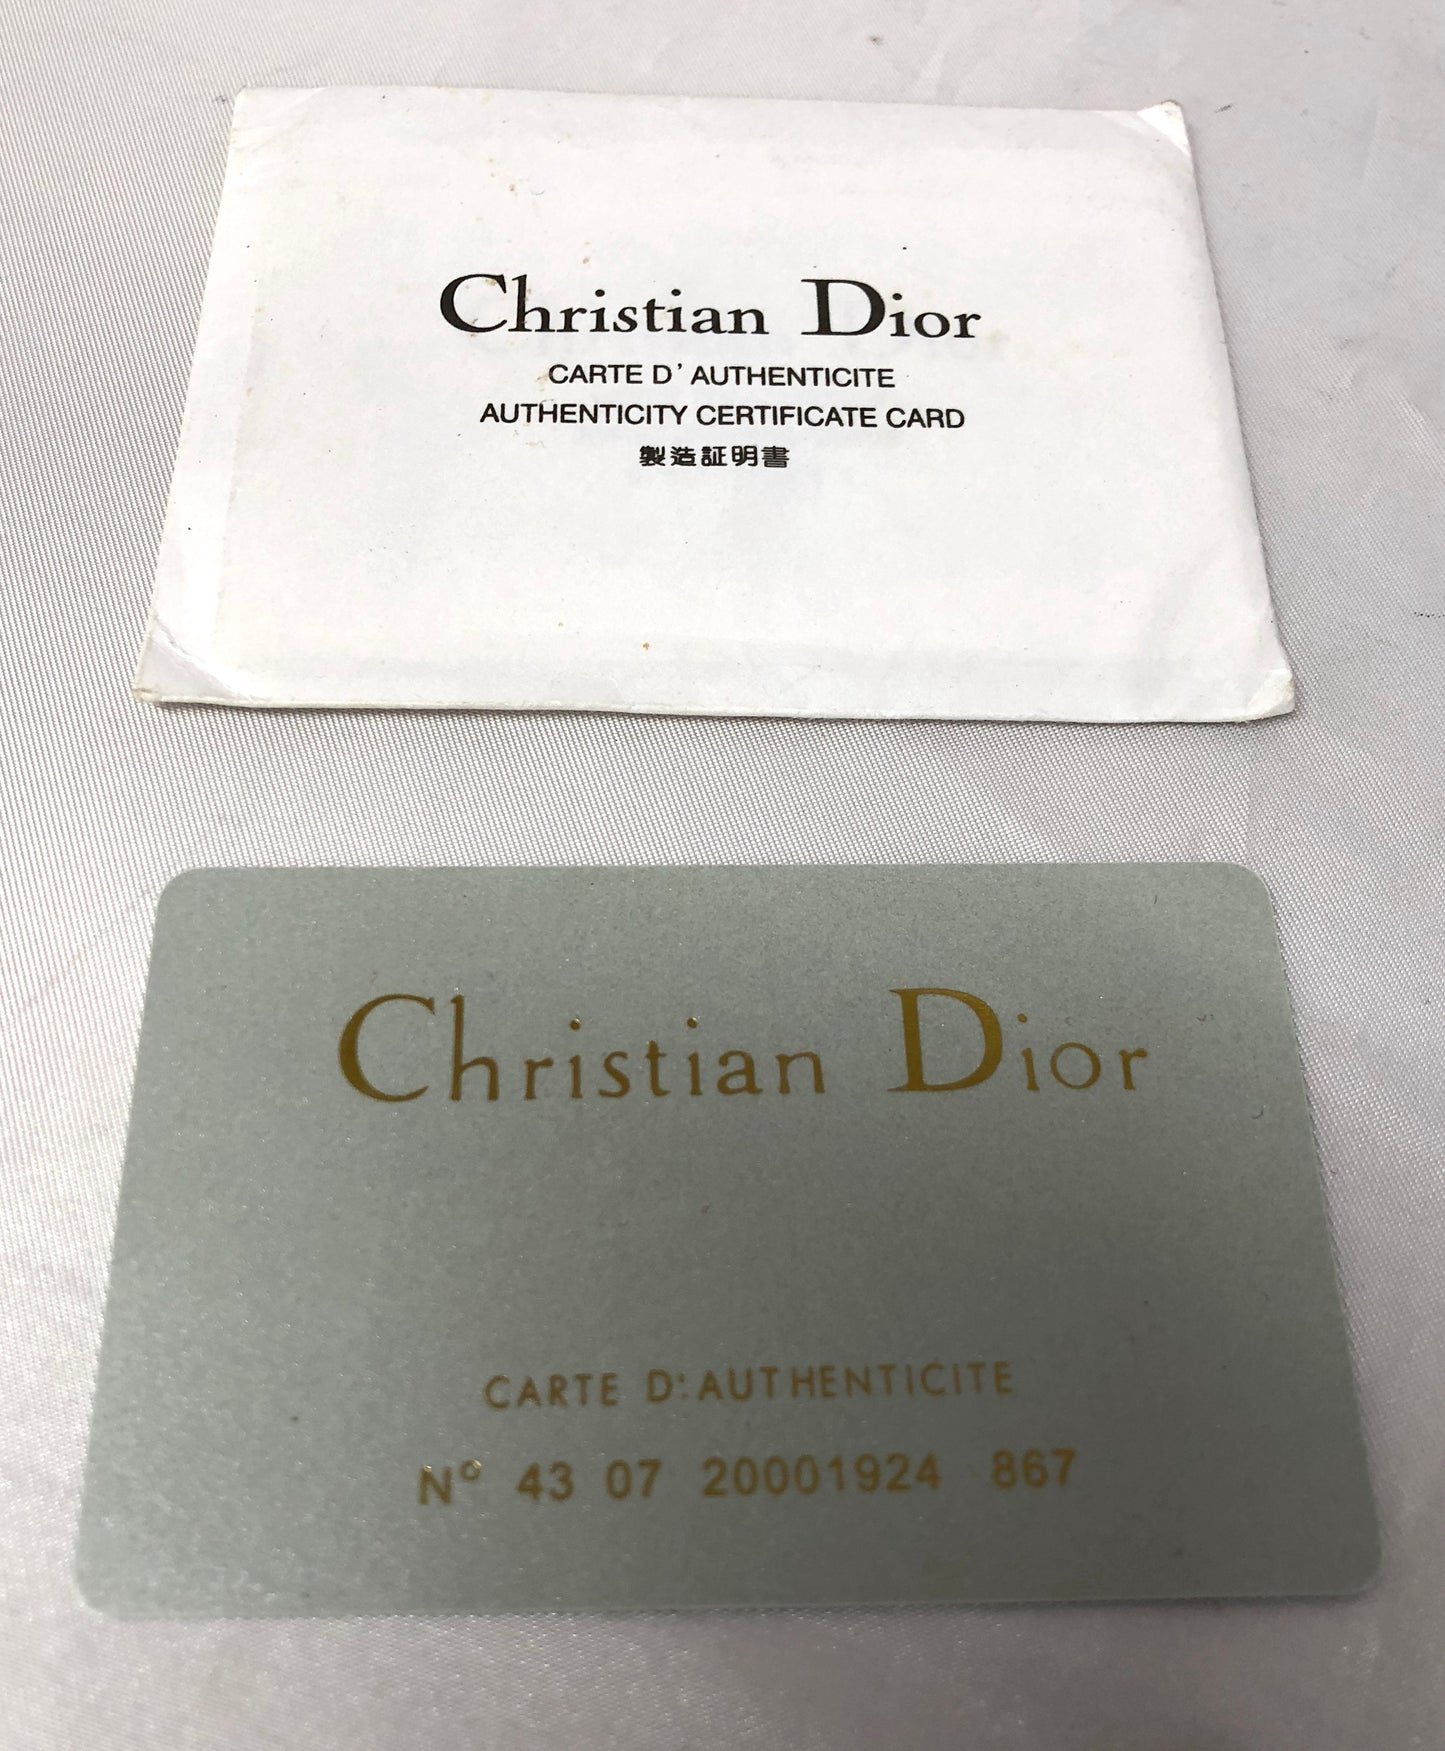 Christian Dior
CARTE D' AUTHENTICITE
AUTHENTICITY CERTIFICATE CARD
製造証明書
Christian Dior
CARTE D'AUTHENTICITE
Nº 43 07 20001924 867